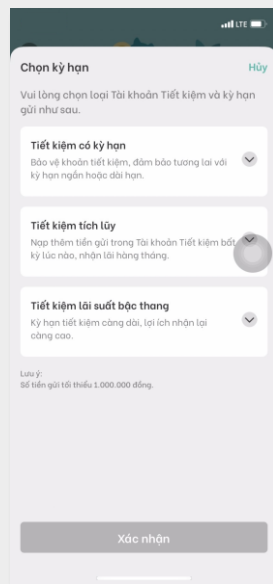 LTE
Chọn kỳ hạn
Hủy
Vui lòng chọn loại Tài khoản Tiết kiệm và kỳ hạn
gửi như sau.
Tiết kiệm có kỳ hạn
Bảo vệ khoản tiết kiệm, đảm bảo tương lai với
kỳ hạn ngắn hoặc dài hạn.
Tiết kiệm tích lũy
Nạp thêm tiền gửi trong Tài khoản Tiết kiệm bất
kỳ lúc nào, nhận lãi hàng tháng.
Tiết kiệm lãi suất bậc thang
Kỳ hạn tiết kiệm càng dài, lợi ích nhận lại
càng cao.
Lưu ý:
Số tiền gửi tối thiểu 1.000.000 đồng.
Xác nhận